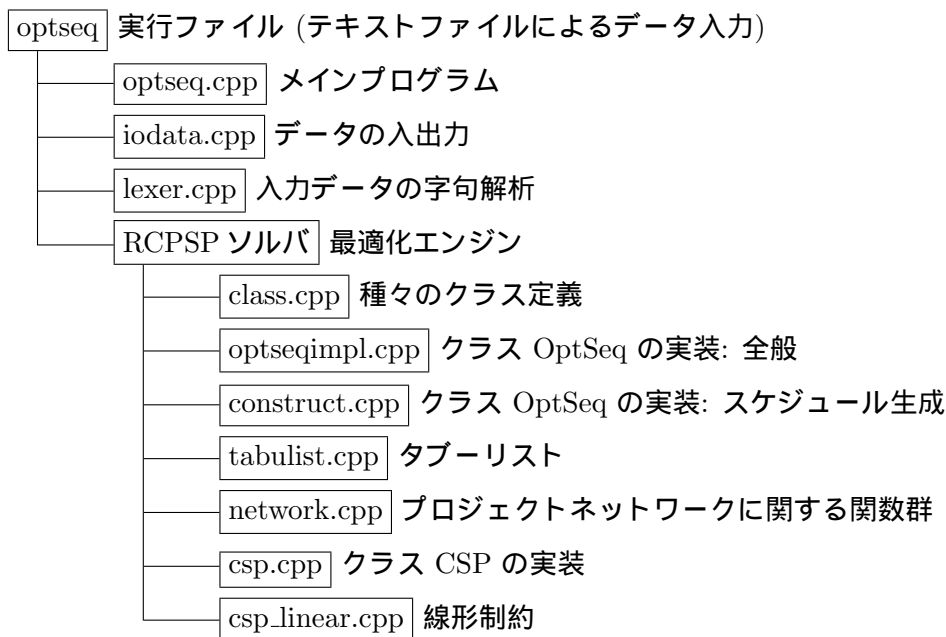 optseq 実行ファイル (テキストファイルによるデータ入力)
optseq.cpp メインプログラム
iodata.cpp データの入出力
lexer.cpp 入力データの字句解析
RCPSP ソルバ 最適化エンジン
class.cpp 種々のクラス定義
optseqimpl.cpp クラス OptSeq の実装: 全般
construct.cpp クラス OptSeq の実装: スケジュール生成
tabulist.cpp タブーリスト
network.cpp プロジェクトネットワークに関する関数群
csp.cpp クラス CSP の実装
csp_linear.cpp 線形制約